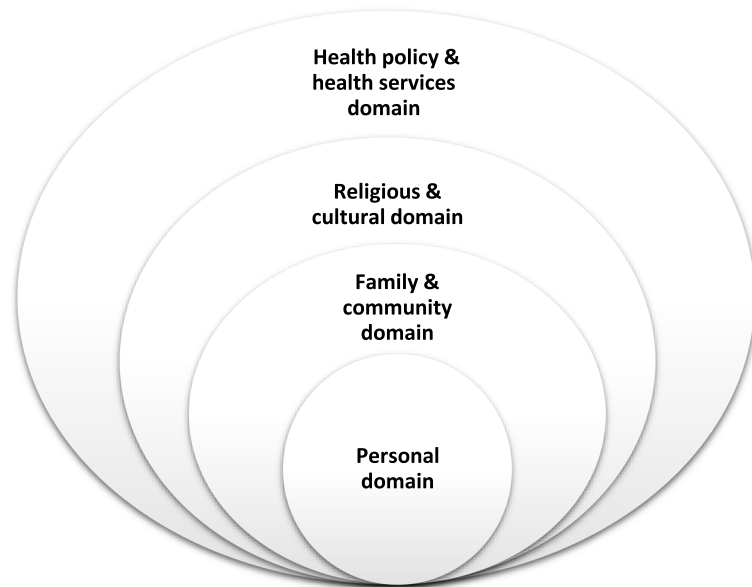 Health policy &
health services
domain
Religious &
cultural domain
Family &
community
domain
Personal
domain